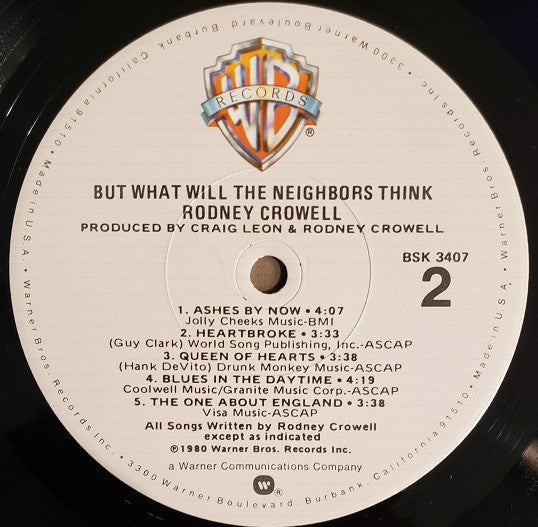 WB
RECORDS
®
BUT WHAT WILL THE NEIGHBORS THINK
RODNEY CROWELL
PRODUCED BY CRAIG LEON & RODNEY CROWELL
BSK 3407
2
1. ASHES BY NOW • 4:07
Jolly Cheeks Music-BMI
2. HEARTBROKE • 3:33
(Guy Clark) World Song Publishing, Inc.-ASCAP
3. QUEEN OF HEARTS • 3:38
(Hank DeVito) Drunk Monkey Music-ASCAP
4. BLUES IN THE DAYTIME • 4:19
Coolwell Music/Granite Music Corp.-ASCAP
5. THE ONE ABOUT ENGLAND • 3:38
Visa Music-ASCAP
All Songs Written by Rodney Crowell
except as indicated
℗1980 Warner Bros. Records Inc.
a Warner Communications Company
W ®
Warner Bros. Records Inc. • 3300 Warner Boulevard, Burbank, California 91510 • Made in U.S.A. •
Warner Bros. Records Inc. • 3300 Warner Boulevard, Burbank, California 91510 • Made in U.S.A. •